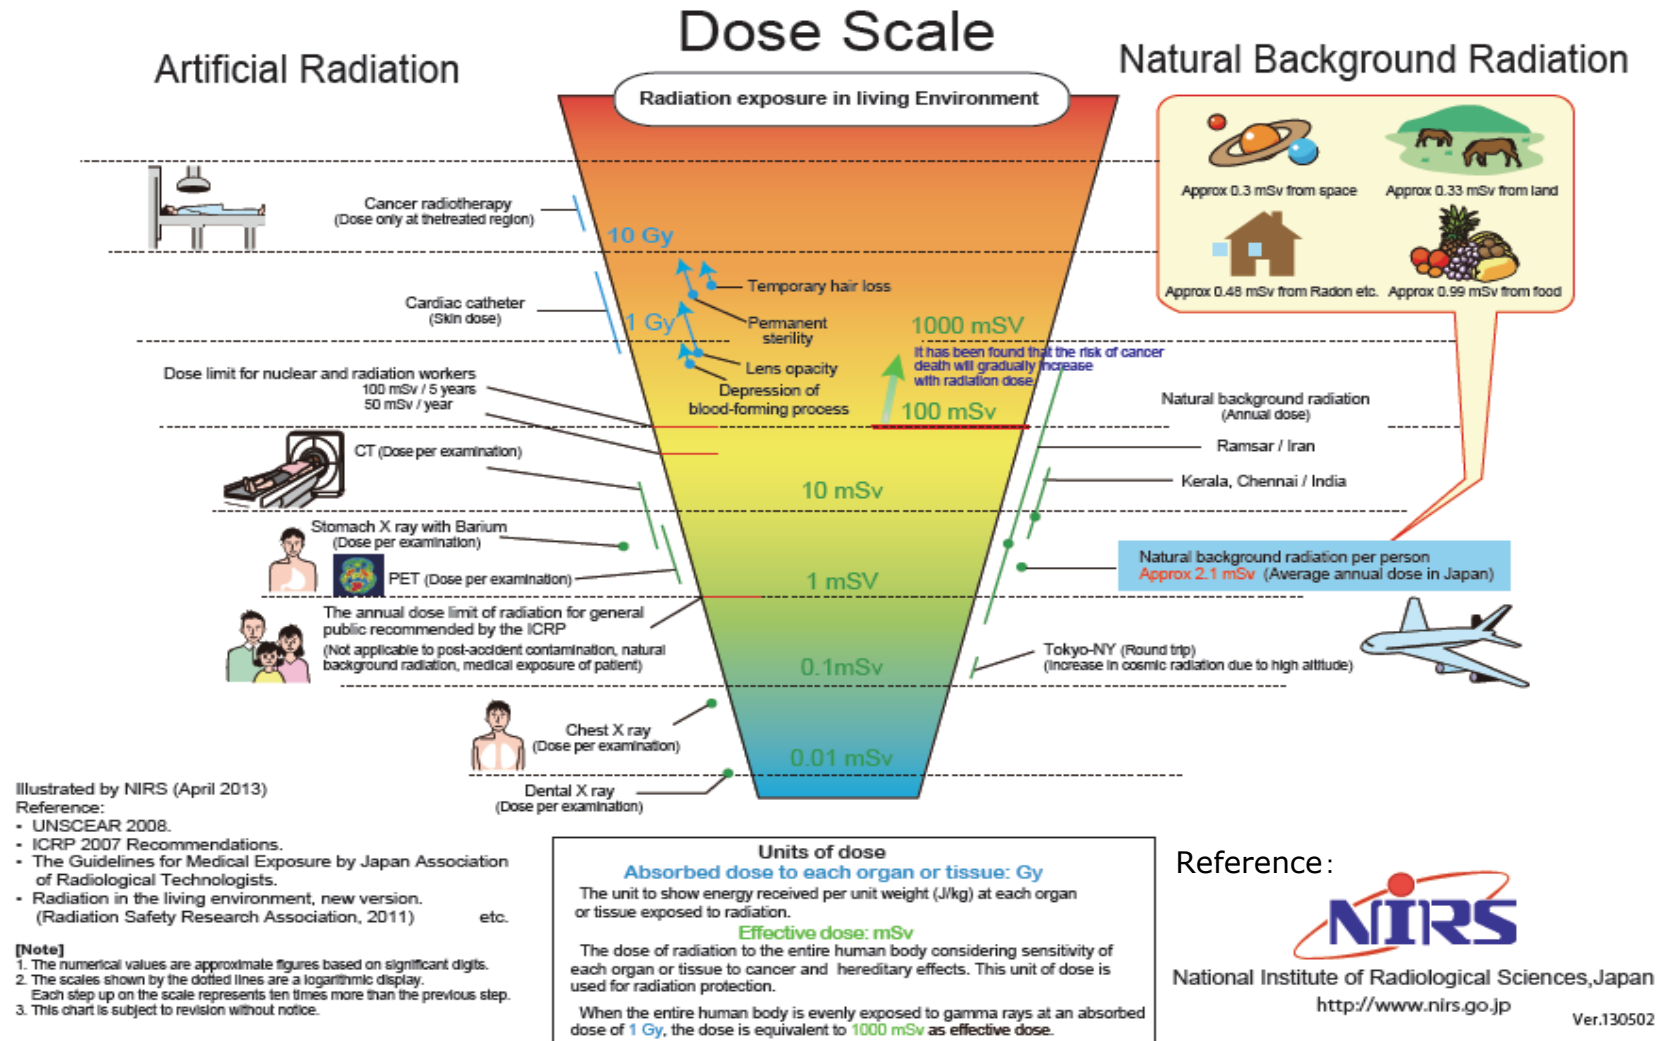 Dose Scale
Artificial Radiation
Natural Background Radiation
Radiation exposure in living Environment
Approx 0.3 mSv from space
Approx 0.33 mSv from land
Approx 0.48 mSv from Radon etc.
Approx 0.99 mSv from food
Cancer radiotherapy
(Dose only at thetreated region)
10 Gy
Cardiac catheter
(Skin dose)
1 Gy
Temporary hair loss
Permanent
sterility
Lens opacity
Depression of
blood-forming process
1000 mSV
It has been found that the risk of cancer
death will gradually increase
with radiation dose
100 mSv
Dose limit for nuclear and radiation workers
100 mSv / 5 years
50 mSv / year
Natural background radiation
(Annual dose)
Ramsar / Iran
Kerala, Chennai / India
CT (Dose per examination)
10 mSv
Stomach X ray with Barium
(Dose per examination)
PET (Dose per examination)
1 mSV
Natural background radiation per person
Approx 2.1 mSv (Average annual dose in Japan)
The annual dose limit of radiation for general
public recommended by the ICRP
(Not applicable to post-accident contamination, natural
background radiation, medical exposure of patient)
0.1mSv
Tokyo-NY (Round trip)
(Increase in cosmic radiation due to high altitude)
Chest X ray
(Dose per examination)
0.01 mSv
Dental X ray
(Dose per examination)
Illustrated by NIRS (April 2013)
Reference:
- UNSCEAR 2008.
- ICRP 2007 Recommendations.
- The Guidelines for Medical Exposure by Japan Association
of Radiological Technologists.
- Radiation in the living environment, new version.
(Radiation Safety Research Association, 2011) etc.
[Note]
1. The numerical values are approximate figures based on significant digits.
2. The scales shown by the dotted lines are a logarithmic display.
Each step up on the scale represents ten times more than the previous step.
3. This chart is subject to revision without notice.
Units of dose
Absorbed dose to each organ or tissue: Gy
The unit to show energy received per unit weight (J/kg) at each organ
or tissue exposed to radiation.
Effective dose: mSv
The dose of radiation to the entire human body considering sensitivity of
each organ or tissue to cancer and hereditary effects. This unit of dose is
used for radiation protection.
When the entire human body is evenly exposed to gamma rays at an absorbed
dose of 1 Gy, the dose is equivalent to 1000 mSv as effective dose.
Reference:
NIRS
National Institute of Radiological Sciences,Japan
http://www.nirs.go.jp
Ver.130502